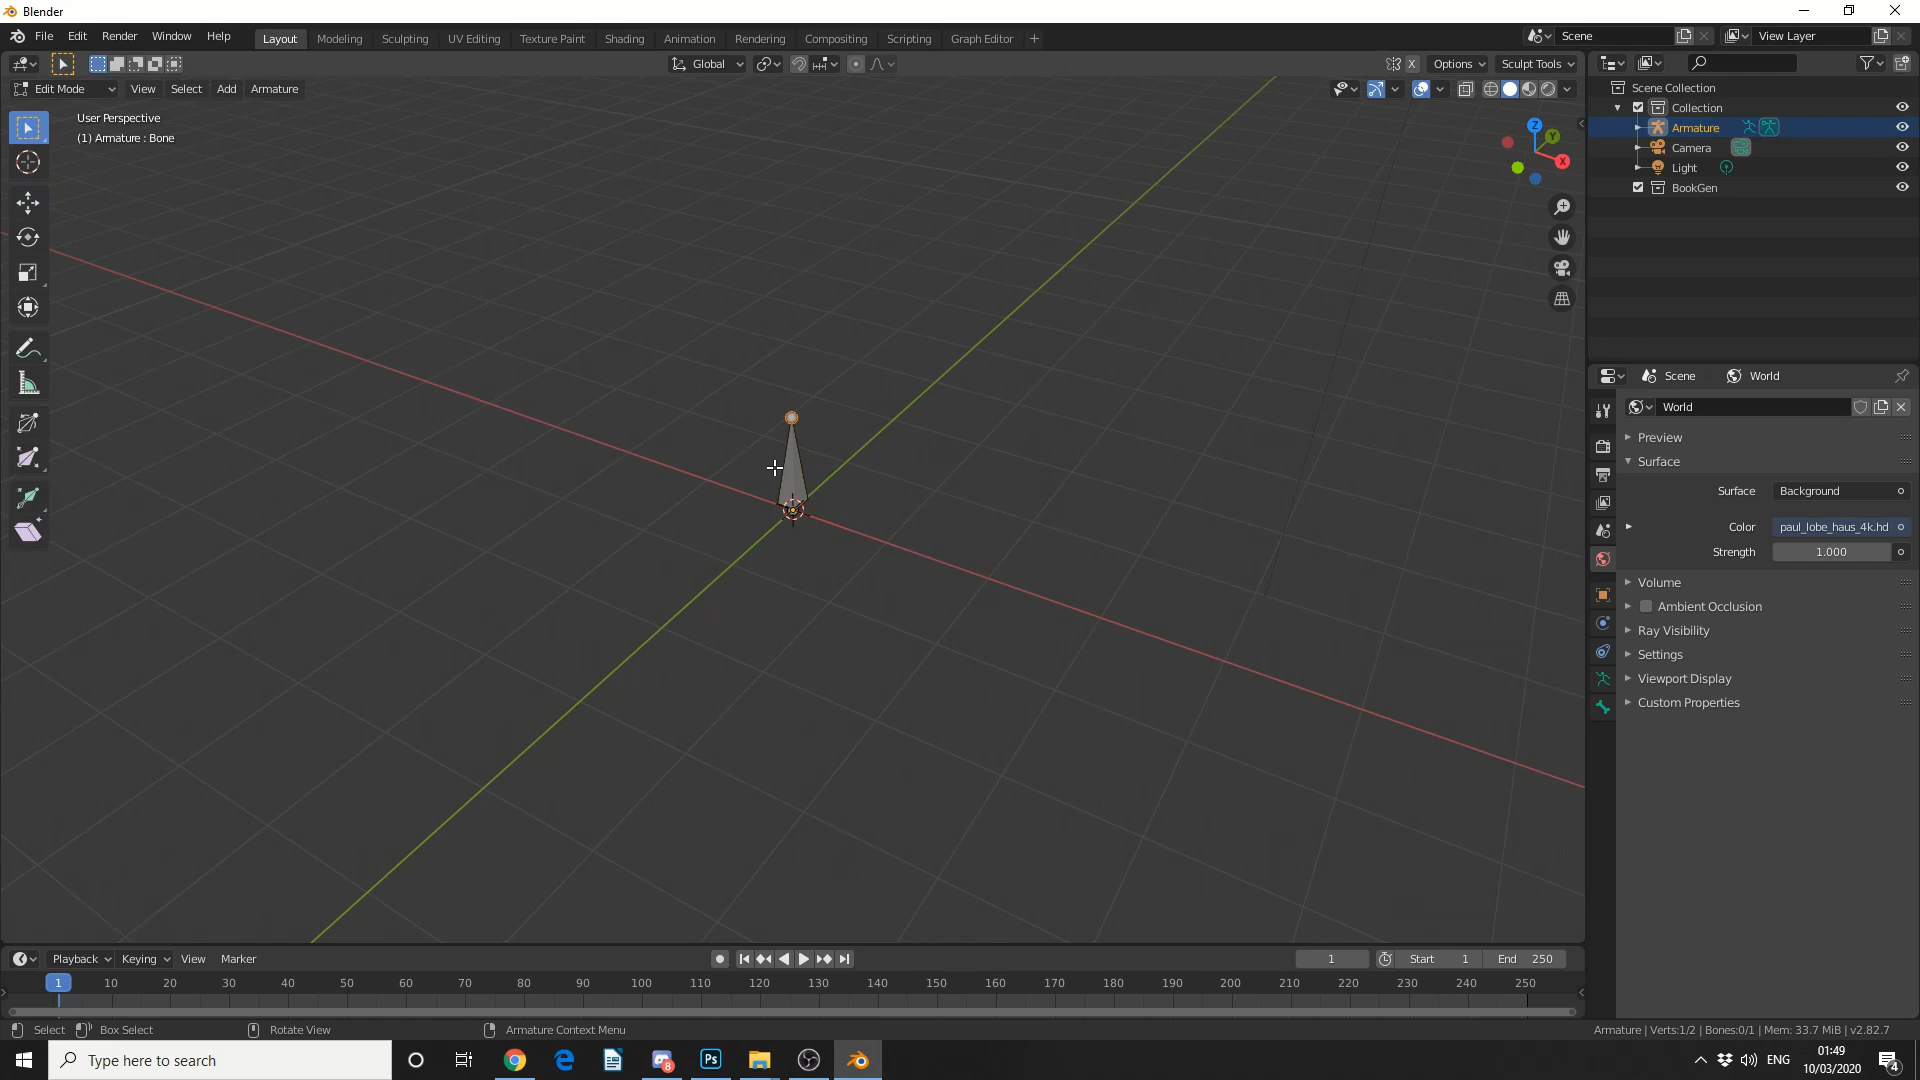 Blender
File Edit Render Window Help
Layout Modeling Sculpting UV Editing Texture Paint Shading Animation Rendering Compositing Scripting Graph Editor +
Scene
View Layer
Global
X Options Sculpt Tools
Edit Mode View Select Add Armature
User Perspective
(1) Armature : Bone
Z
Y
X
Scene Collection
Collection
Armature
Camera
Light
BookGen
Scene World
World
Preview
Surface
Surface Background
Color paul_lobe_haus_4k.hd
Strength 1.000
Volume
Ambient Occlusion
Ray Visibility
Settings
Viewport Display
Custom Properties
Playback Keying View Marker
1 Start 1 End 250
1 10 20 30 40 50 60 70 80 90 100 110 120 130 140 150 160 170 180 190 200 210 220 230 240 250
Select Box Select Rotate View Armature Context Menu
Armature | Verts:1/2 | Bones:0/1 | Mem: 33.7 MiB | v2.82.7
Type here to search
8
Ps
ENG
01:49
10/03/2020
4